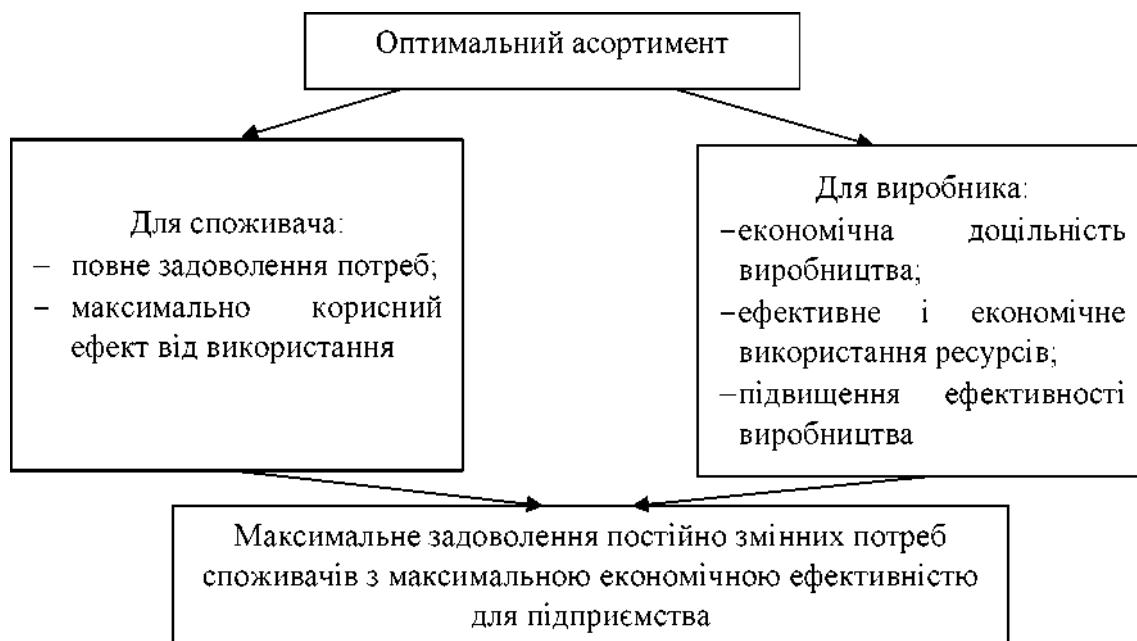 Оптимальний асортимент
Для споживача:
– повне задоволення потреб;
– максимально корисний
ефект від використання
Для виробника:
–економічна доцільність
виробництва;
–ефективне і економічне
використання ресурсів;
–підвищення ефективності
виробництва
Максимальне задоволення постійно змінних потреб
споживачів з максимальною економічною ефективністю
для підприємства